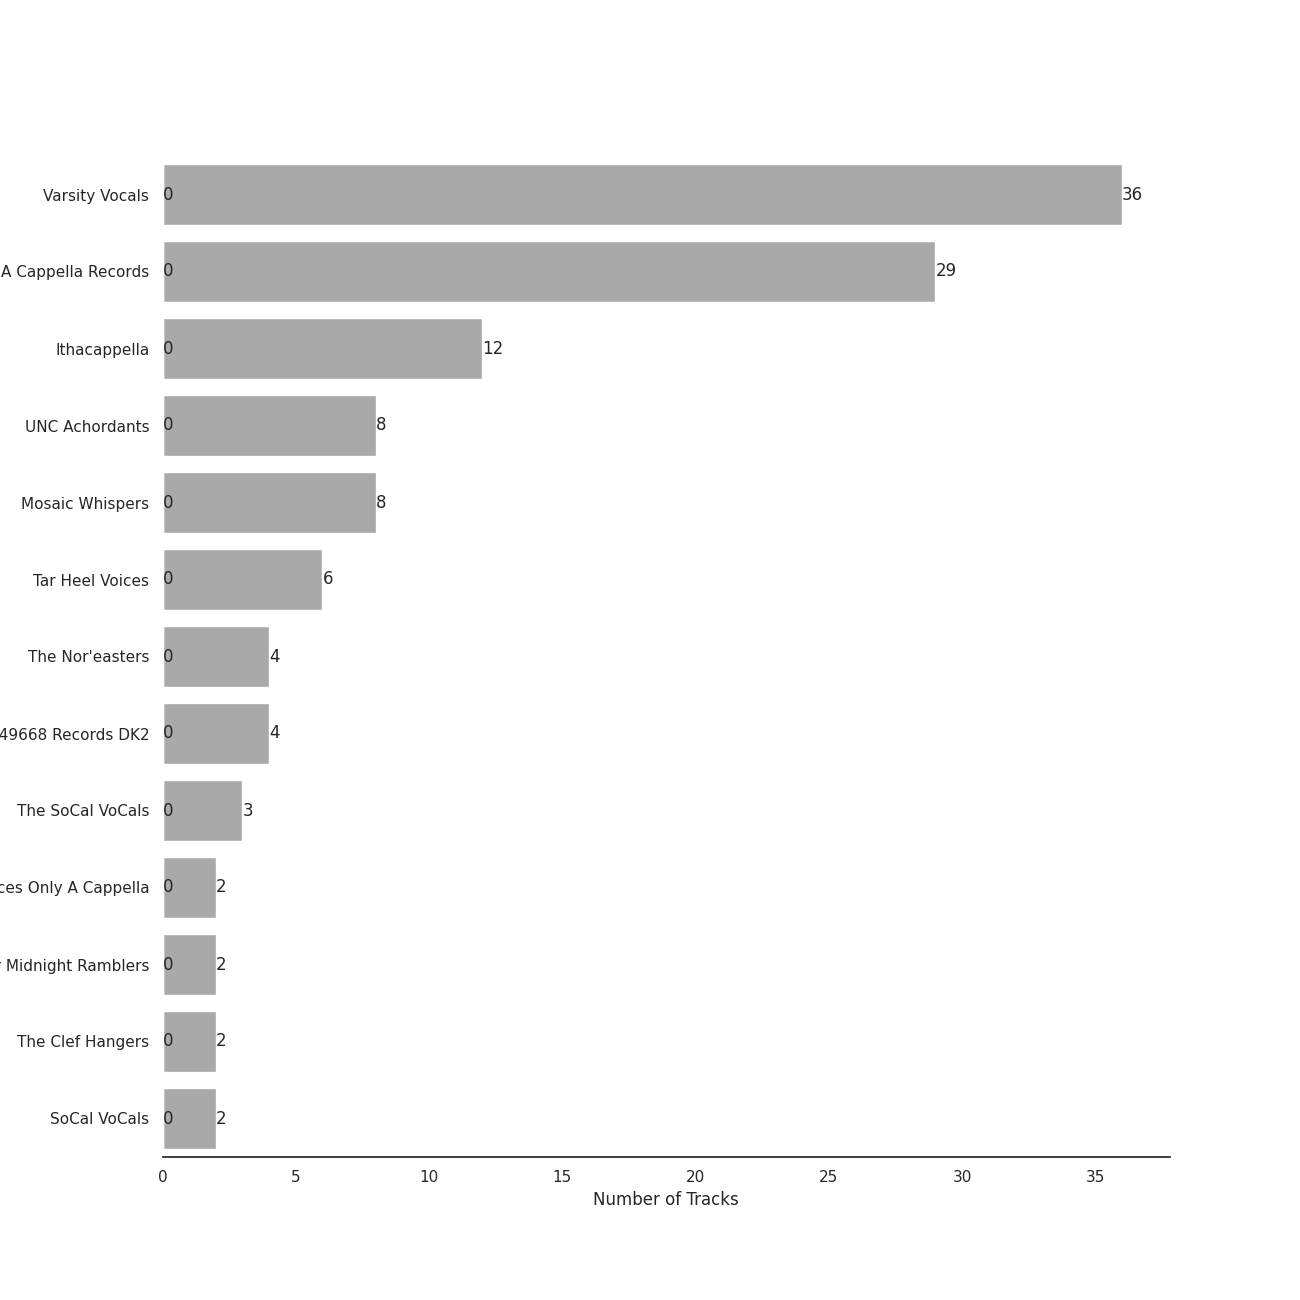 Varsity Vocals 0 36
A Cappella Records 0 29
Ithacappella 0 12
UNC Achordants 0 8
Mosaic Whispers 0 8
Tar Heel Voices 0 6
The Nor'easters 0 4
49668 Records DK2 0 4
The SoCal VoCals 0 3
Only A Cappella 0 2
Midnight Ramblers 0 2
The Clef Hangers 0 2
SoCal VoCals 0 2
0 5 10 15 20 25 30 35
Number of Tracks